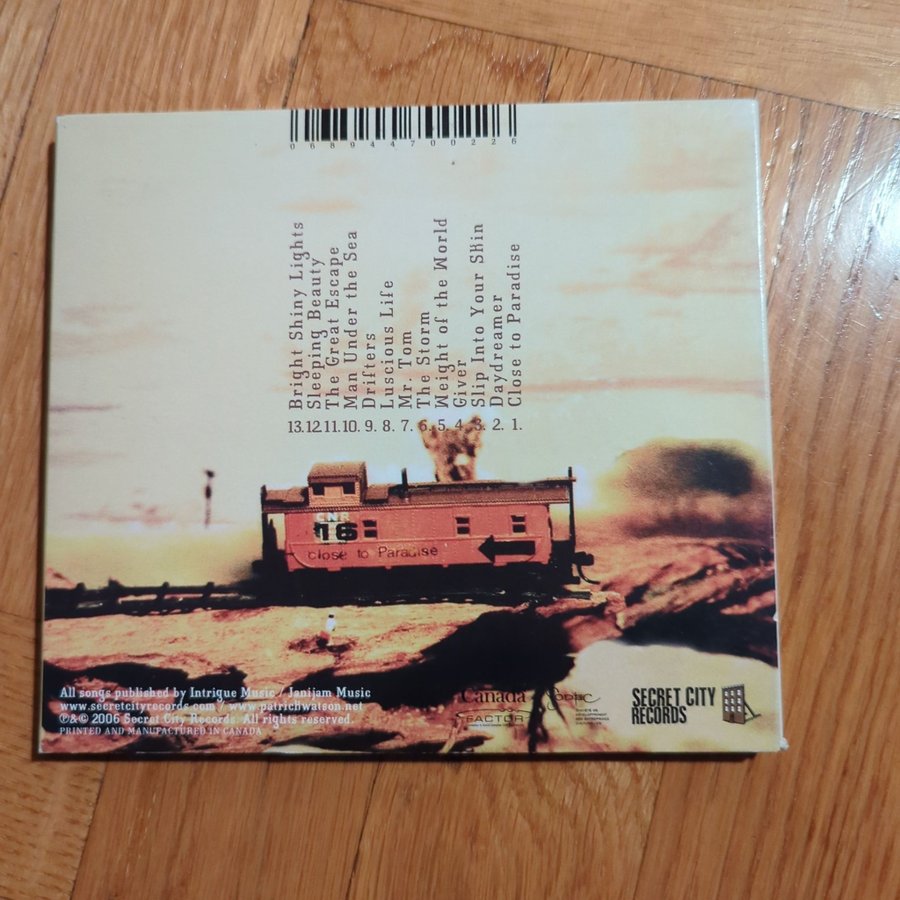 068944700226
Bright Shiny Lights
Sleeping Beauty
The Great Escape
Man Under the Sea
Drifters
Luscious Life
Mr. Tom
The Storm
Weight of the World
Giver
Slip Into Your Skin
Daydreamer
Close to Paradise
13.12.11.10. 9. 8. 7. 6. 5. 4. 3. 2. 1.
CNR
16
close to Paradise
All songs published by Intrique Music / Janijam Music
www.secretcityrecords.com / www.patrickwatson.net
℗&© 2006 Secret City Records. All rights reserved.
PRINTED AND MANUFACTURED IN CANADA
Canada
FACTOR
SODEC
SECRET CITY
RECORDS